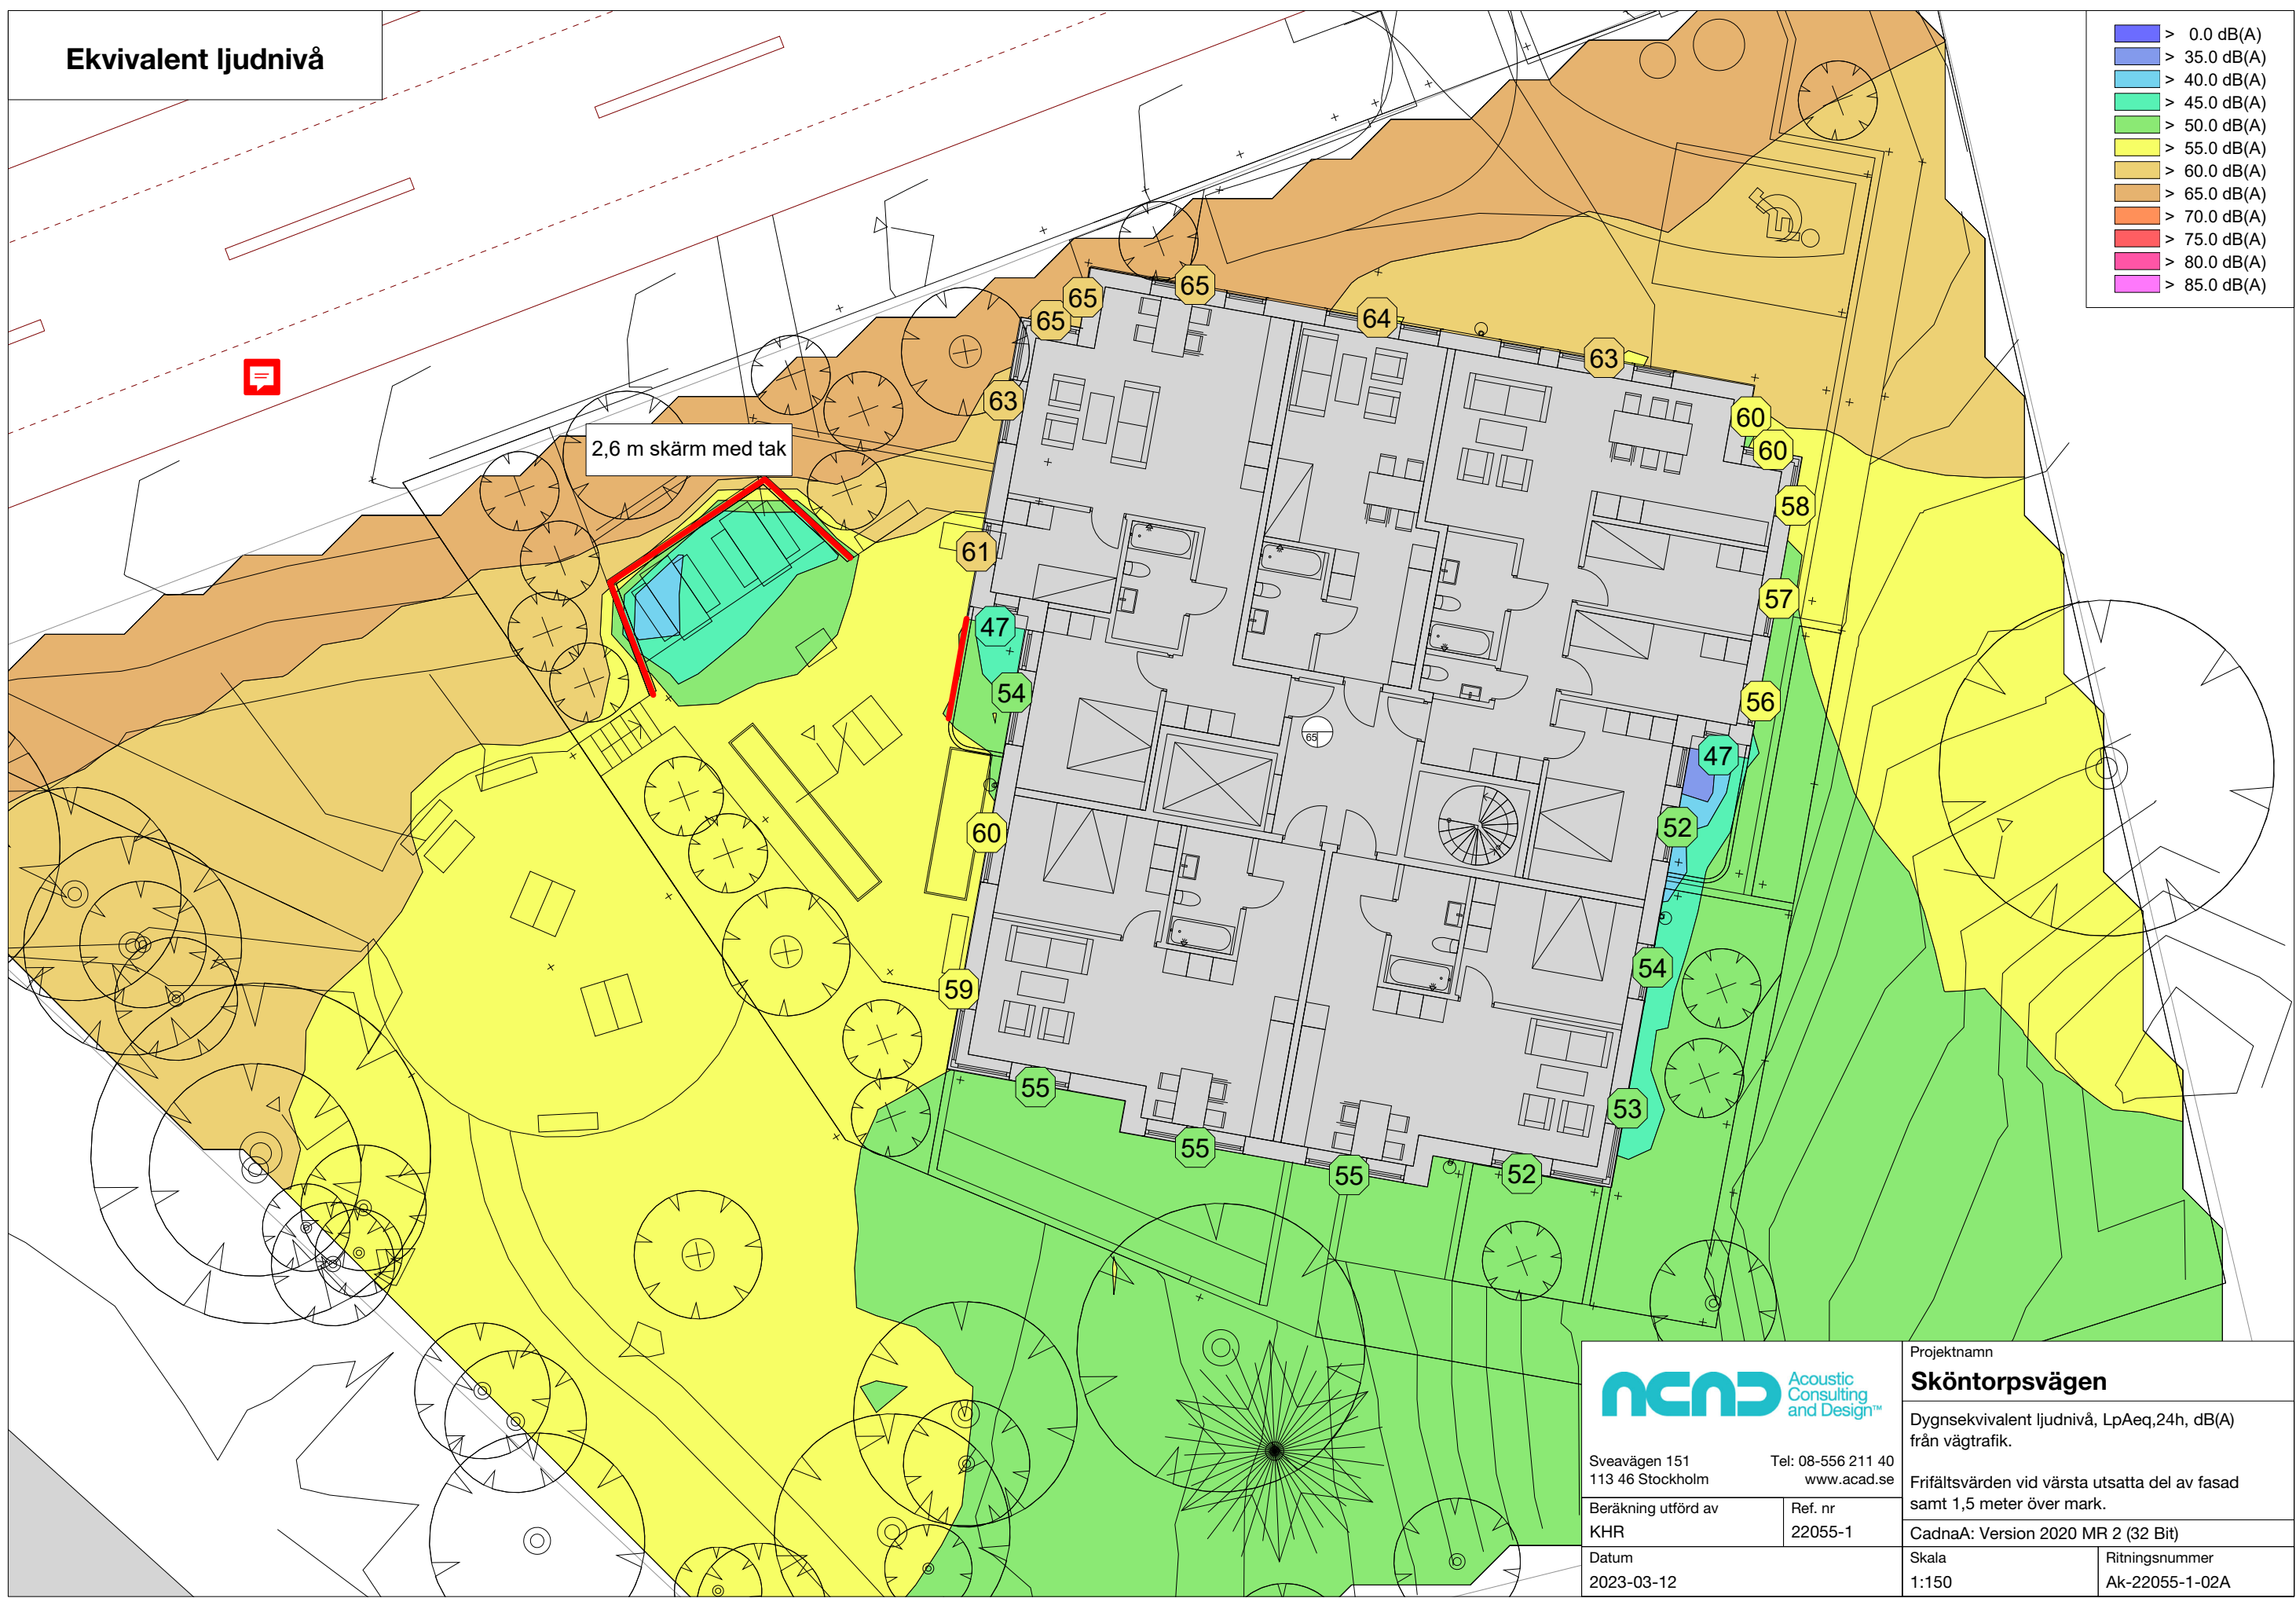 Ekvivalent ljudnivå
> 0.0 dB(A)
> 35.0 dB(A)
> 40.0 dB(A)
> 45.0 dB(A)
> 50.0 dB(A)
> 55.0 dB(A)
> 60.0 dB(A)
> 65.0 dB(A)
> 70.0 dB(A)
> 75.0 dB(A)
> 80.0 dB(A)
> 85.0 dB(A)
65
65
65
64
63
63
60
60
2,6 m skärm med tak
58
61
57
47
54
56
65
47
52
60
54
59
55
53
55
55
52
ACAD
Acoustic
Consulting
and Design™
Sveavägen 151
113 46 Stockholm
Tel: 08-556 211 40
www.acad.se
Beräkning utförd av
KHR
Ref. nr
22055-1
Datum
2023-03-12
Projektnamn
Sköntorpsvägen
Dygnsekvivalent ljudnivå, LpAeq,24h, dB(A)
från vägtrafik.
Frifältsvärden vid värsta utsatta del av fasad
samt 1,5 meter över mark.
CadnaA: Version 2020 MR 2 (32 Bit)
Skala
1:150
Ritningsnummer
Ak-22055-1-02A